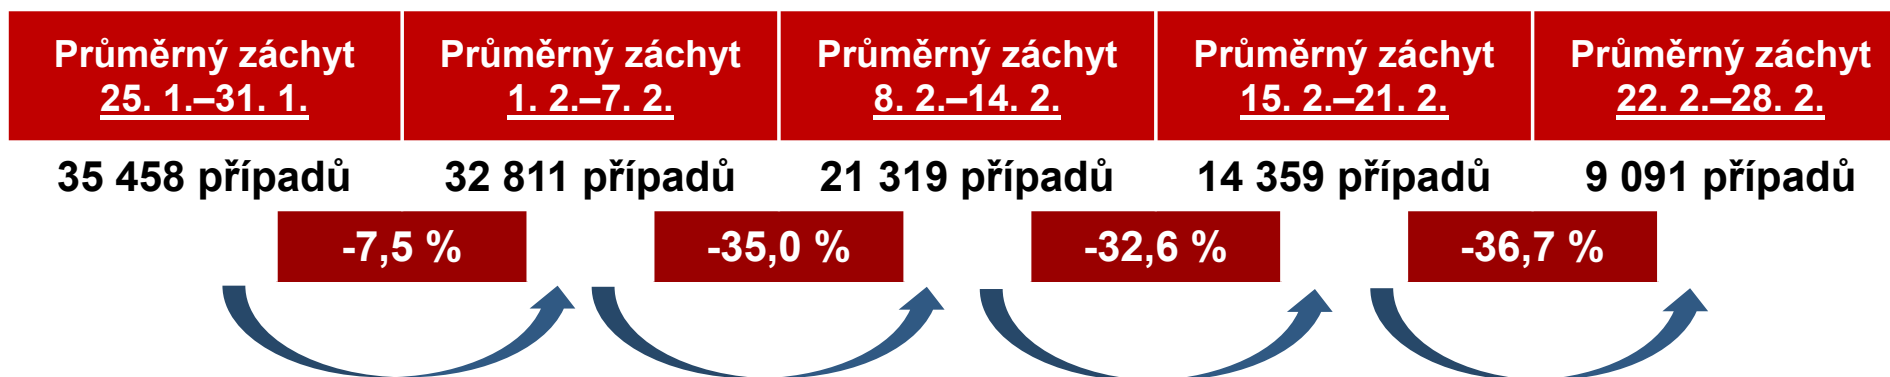 Průměrný záchyt
25. 1.–31. 1.
Průměrný záchyt
1. 2.–7. 2.
Průměrný záchyt
8. 2.–14. 2.
Průměrný záchyt
15. 2.–21. 2.
Průměrný záchyt
22. 2.–28. 2.
35 458 případů
32 811 případů
21 319 případů
14 359 případů
9 091 případů
-7,5 %
-35,0 %
-32,6 %
-36,7 %